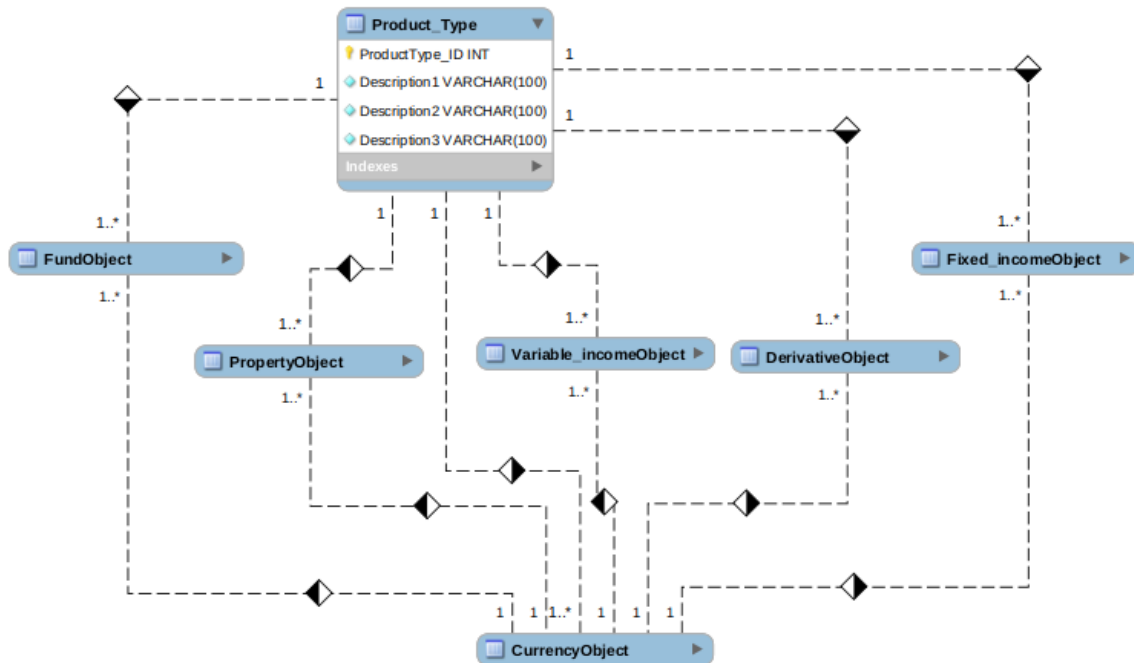 Product_Type
ProductType_ID INT
Description1 VARCHAR(100)
Description2 VARCHAR(100)
Description3 VARCHAR(100)
Indexes
1
1
1
1
1
1
1..*
1..*
FundObject
Fixed_incomeObject
1..*
1..*
1..*
1..*
1..*
PropertyObject
Variable_incomeObject
DerivativeObject
1..*
1..*
1..*
1
1
1..*
1
1
1
CurrencyObject